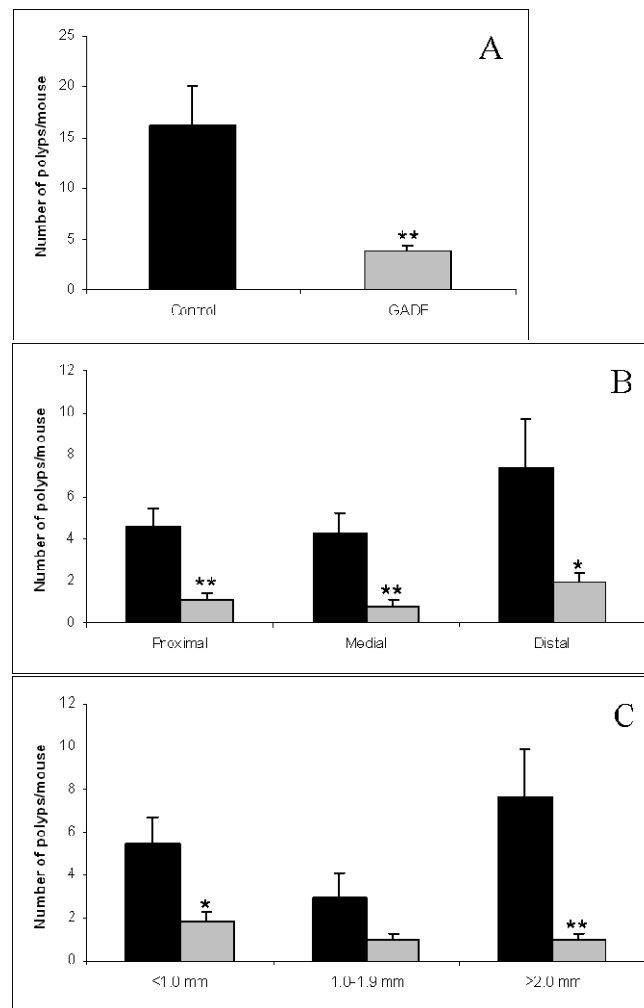 A
Number of polyps/mouse
25
20
15
10
5
0
**
Control
GADF
B
Number of polyps/mouse
12
10
8
6
4
2
0
**
**
*
Proximal
Medial
Distal
C
Number of polyps/mouse
12
10
8
6
4
2
0
*
**
<1.0 mm
1.0-1.9 mm
>2.0 mm